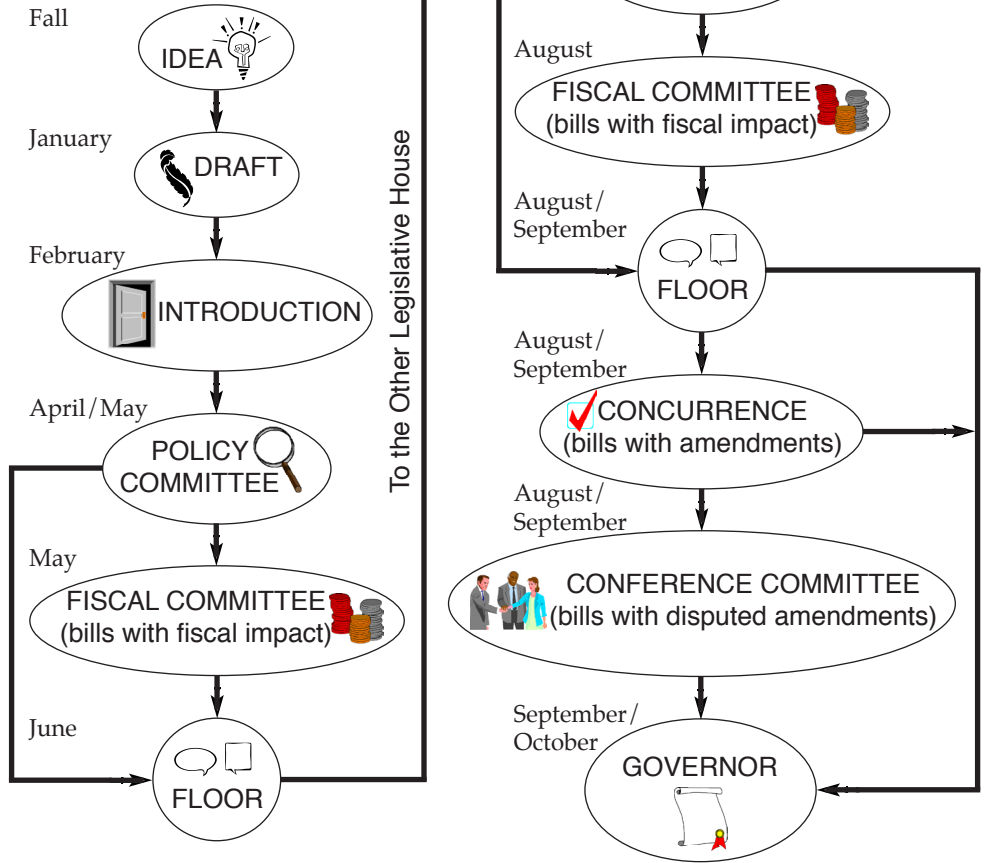 Fall
IDEA
January
DRAFT
February
INTRODUCTION
April/May
POLICY
COMMITTEE
May
FISCAL COMMITTEE
(bills with fiscal impact)
June
FLOOR
To the Other Legislative House
August
FISCAL COMMITTEE
(bills with fiscal impact)
August/
September
FLOOR
August/
September
CONCURRENCE
(bills with amendments)
August/
September
CONFERENCE COMMITTEE
(bills with disputed amendments)
September/
October
GOVERNOR